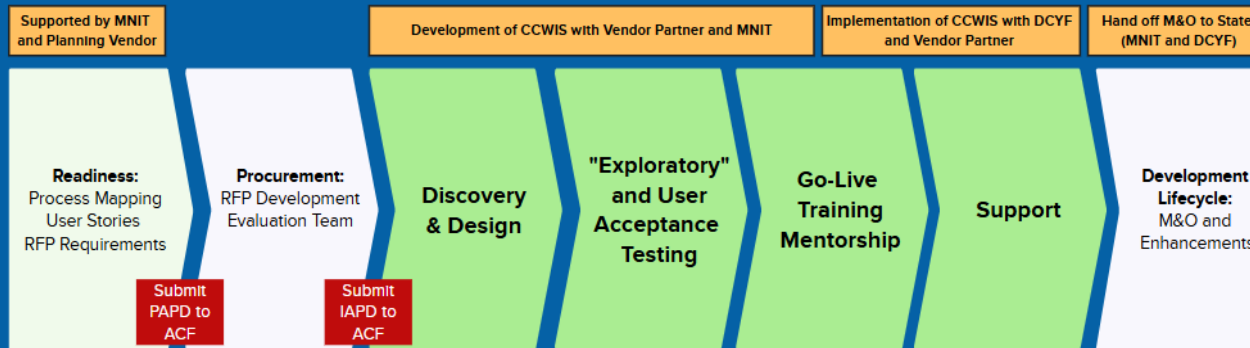 Supported by MNIT
and Planning Vendor
Development of CCWIS with Vendor Partner and MNIT
Implementation of CCWIS with DCYF
and Vendor Partner
Hand off M&O to State
(MNIT and DCYF)
Readiness:
Process Mapping
User Stories
RFP Requirements
Procurement:
RFP Development
Evaluation Team
Discovery
& Design
"Exploratory"
and User
Acceptance
Testing
Go-Live
Training
Mentorship
Support
Development
Lifecycle:
M&O and
Enhancements
Submit
PAPD to
ACF
Submit
IAPD to
ACF